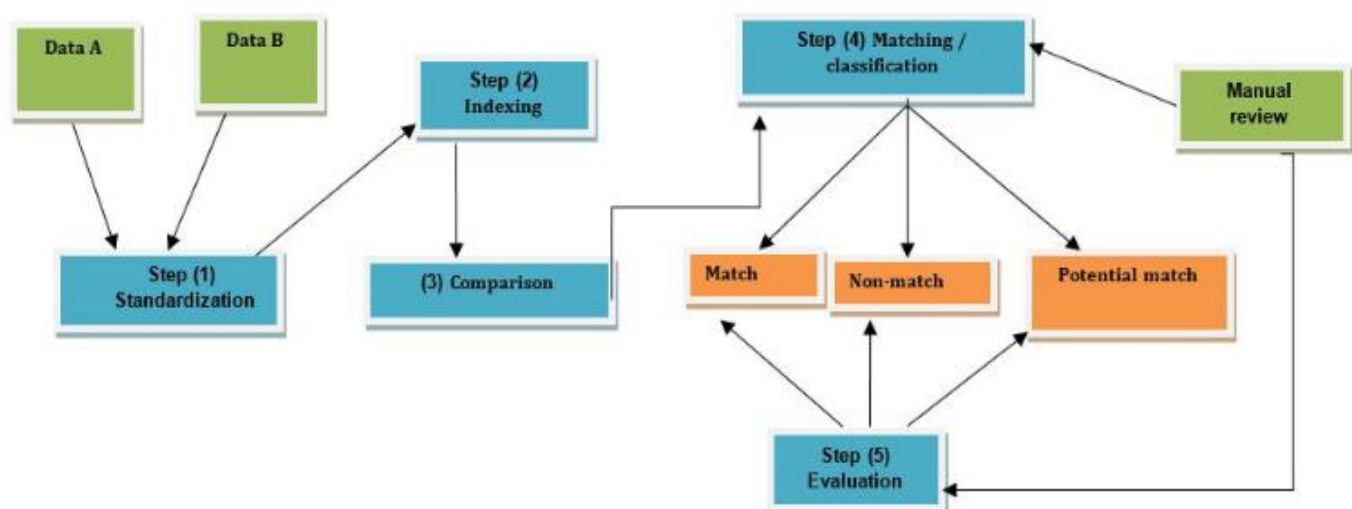 Data A
Data B
Step (2)
Indexing
Step (4) Matching /
classification
Manual
review
Step (1)
Standardization
(3) Comparison
Match
Non-match
Potential match
Step (5)
Evaluation